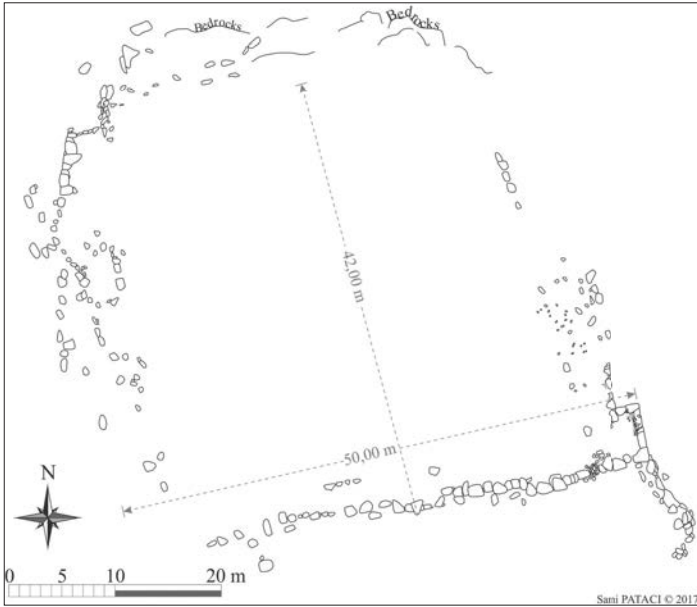 Bedrocks
Bedrocks
42,00 m
50,00 m
N
0 5 10 20 m
Sami PATACI © 2017